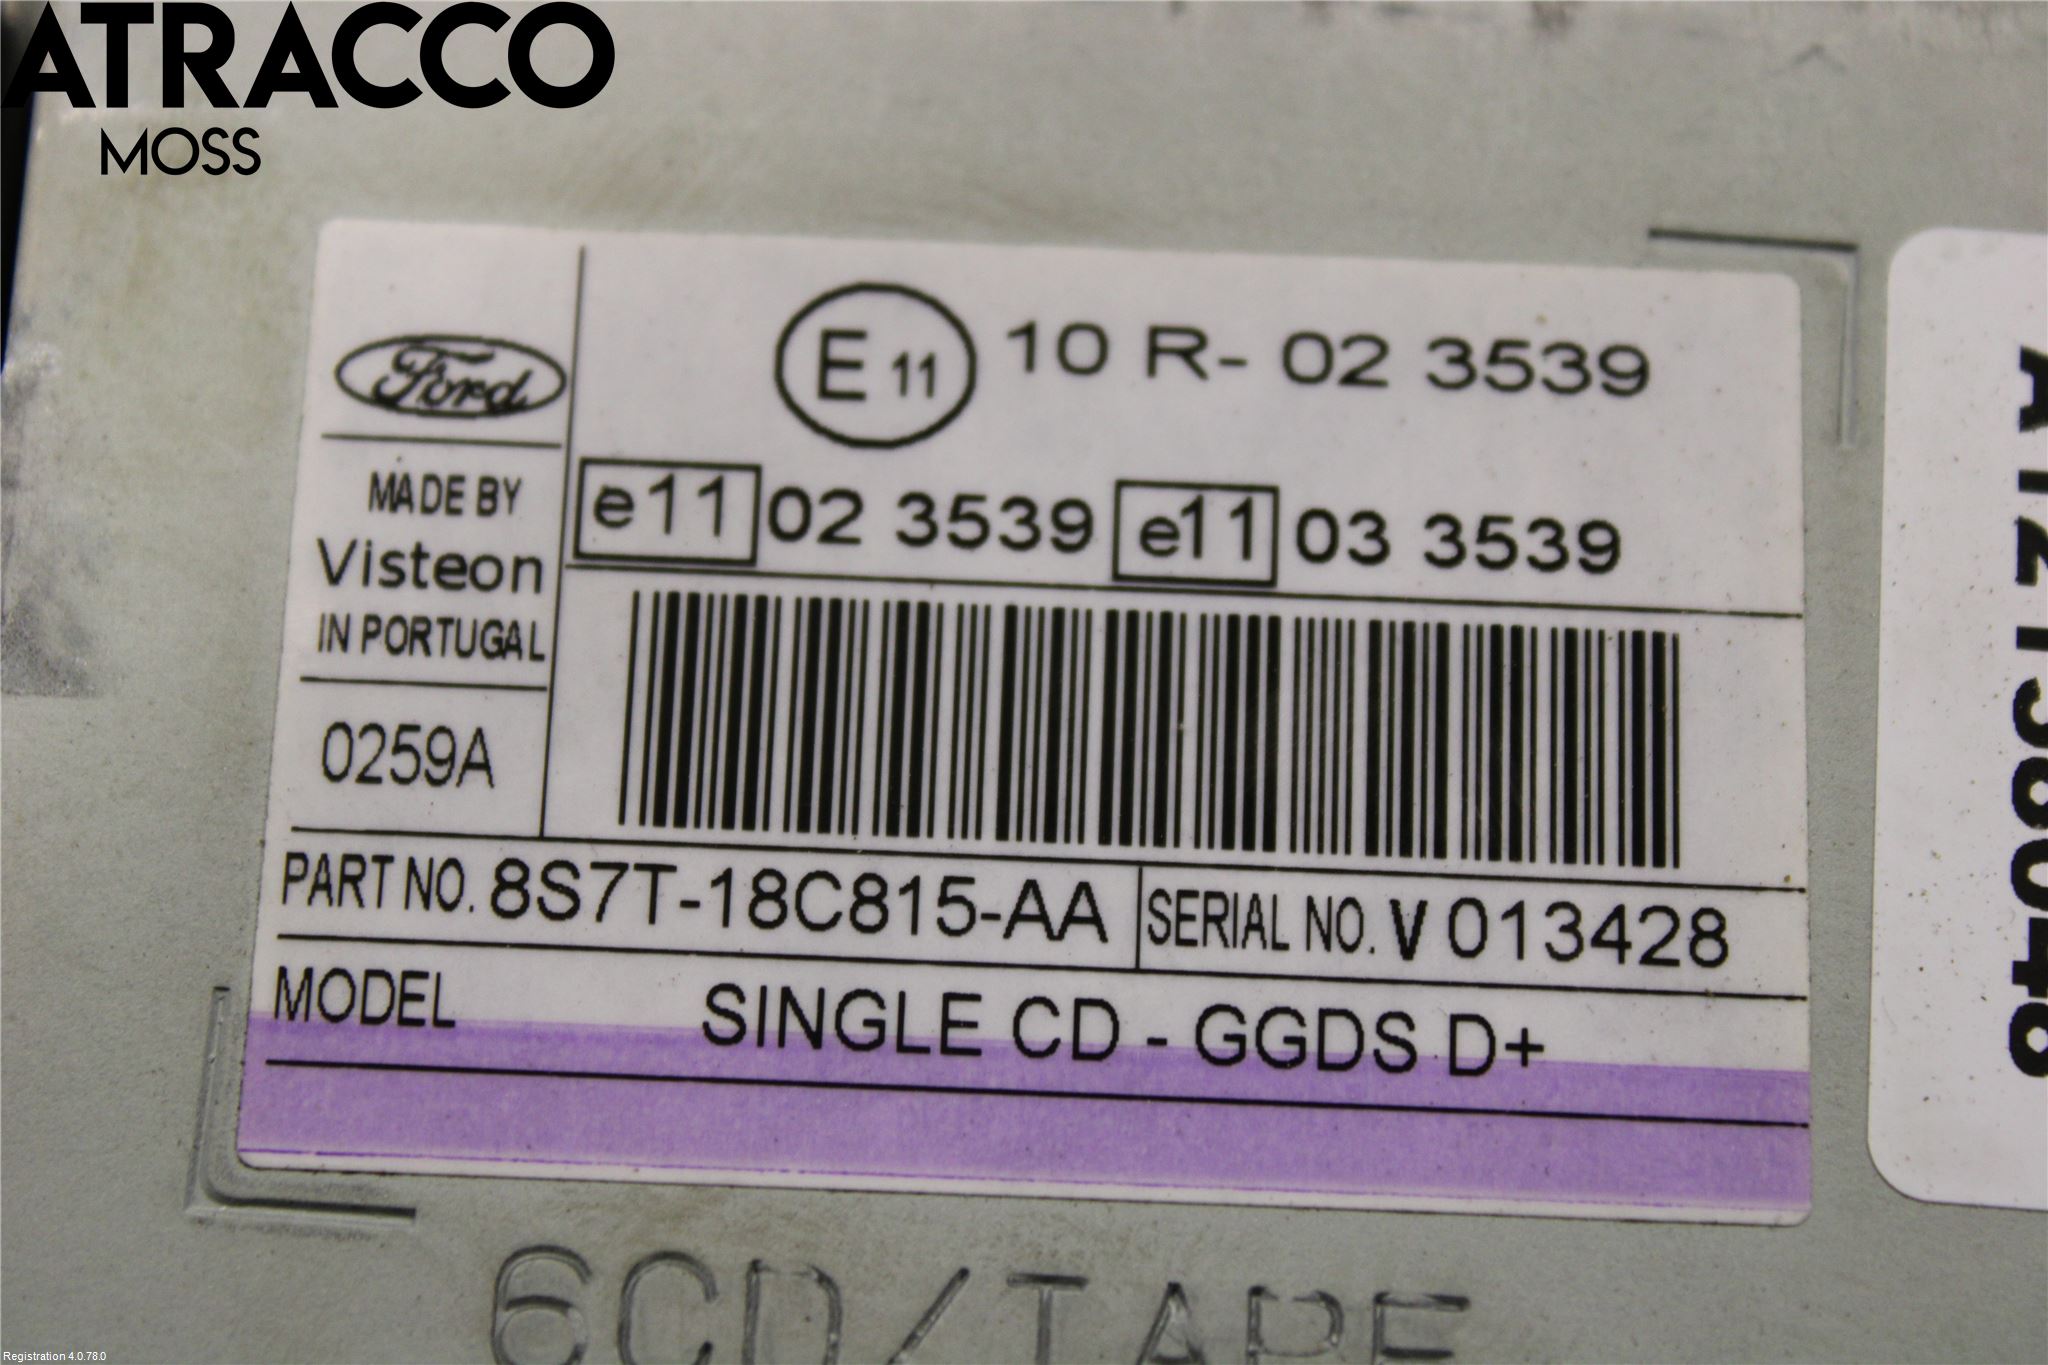 ATRACCO
MOSS
Ford
E 11 10 R- 02 3539
MADE BY
Visteon
IN PORTUGAL
e11 02 3539 e11 03 3539
0259A
PART NO. 8S7T-18C815-AA SERIAL NO. V 013428
MODEL SINGLE CD - GGDS D+
6CD/TAPE
Registration 4.0.78.0